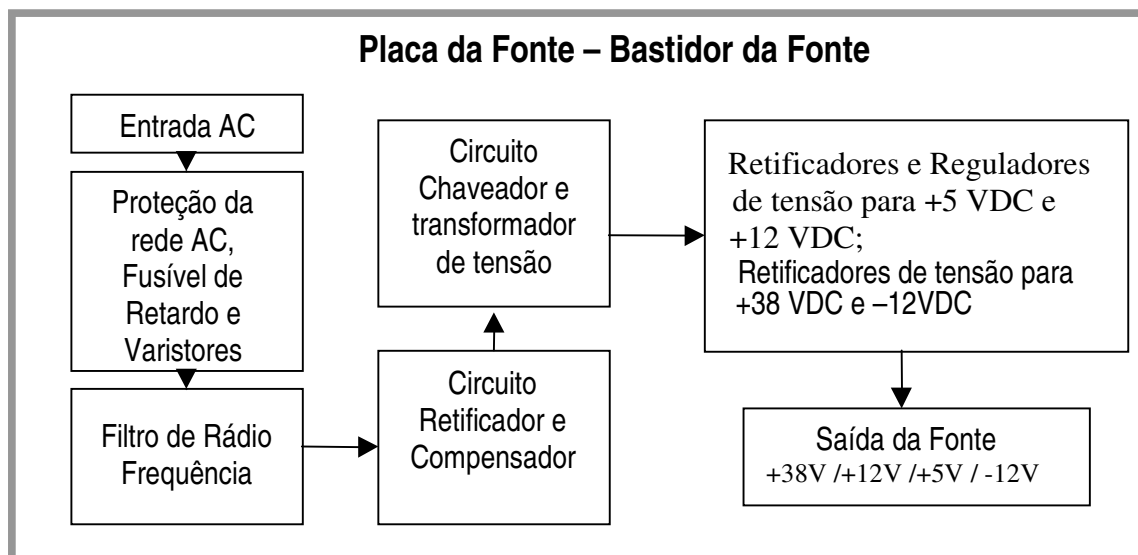 Placa da Fonte – Bastidor da Fonte
Entrada AC
Proteção da
rede AC,
Fusível de
Retardo e
Varistores
Filtro de Rádio
Frequência
Circuito
Retificador e
Compensador
Circuito
Chaveador e
transformador
de tensão
Retificadores e Reguladores
de tensão para +5 VDC e
+12 VDC;
Retificadores de tensão para
+38 VDC e –12VDC
Saída da Fonte
+38V /+12V /+5V / -12V